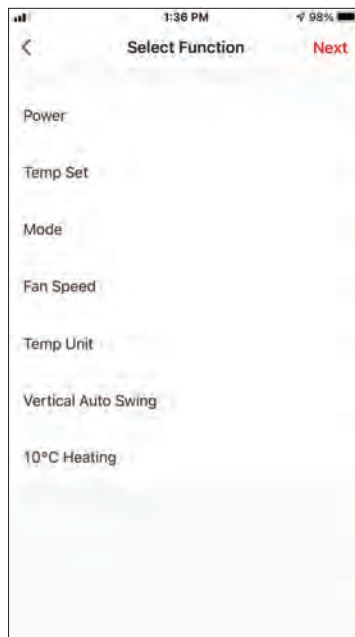 1:36 PM 98%
Select Function Next
Power
Temp Set
Mode
Fan Speed
Temp Unit
Vertical Auto Swing
10°C Heating